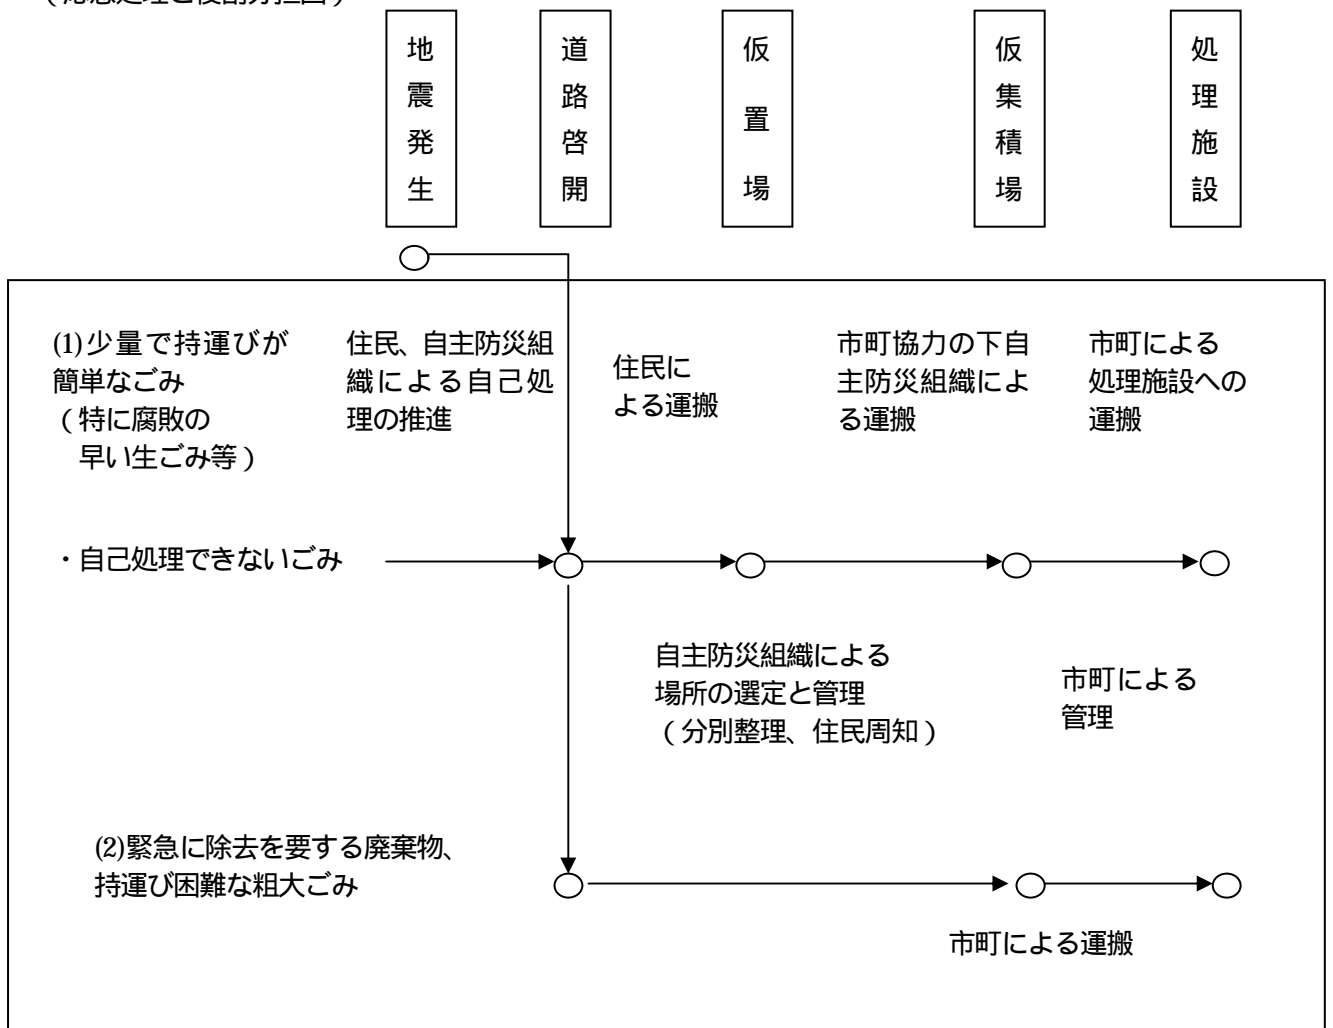 地震発生
道路啓開
仮置場
仮集積場
処理施設
(1)少量で持運びが
簡単なごみ
（特に腐敗の
早い生ごみ等）
住民、自主防災組
織による自己処
理の推進
住民に
よる運搬
市町協力の下自
主防災組織によ
る運搬
市町による
処理施設への
運搬
・自己処理できないごみ
自主防災組織による
場所の選定と管理
（分別整理、住民周知）
市町による
管理
(2)緊急に除去を要する廃棄物、
持運び困難な粗大ごみ
市町による運搬